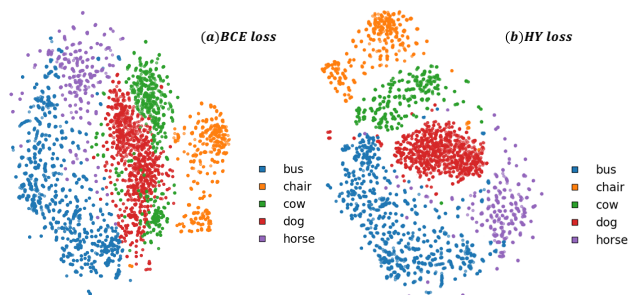 (a)BCE loss
bus
chair
cow
dog
horse
(b)HY loss
bus
chair
cow
dog
horse